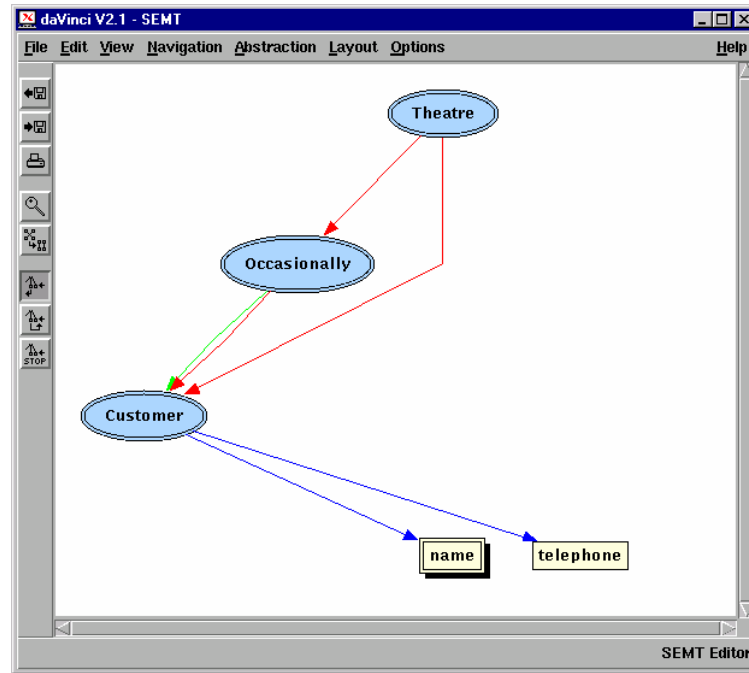 daVinci V2.1 - SEMT
File Edit View Navigation Abstraction Layout Options Help
Theatre
Occasionally
Customer
name
telephone
STOP
SEMT Editor